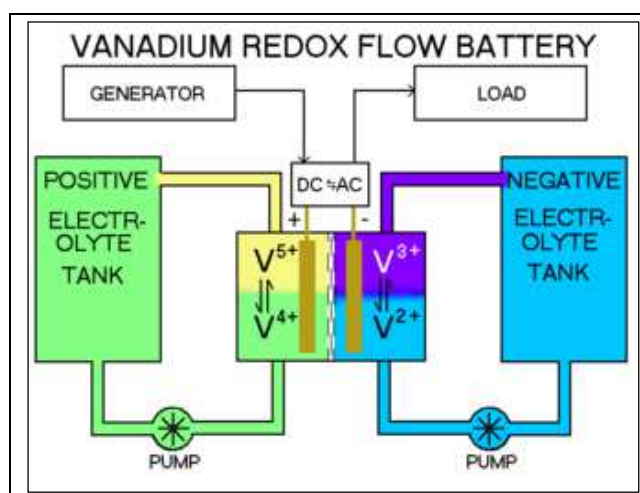 VANADIUM REDOX FLOW BATTERY
GENERATOR
LOAD
DC ⇋ AC
+ -
POSITIVE
ELECTR-
OLYTE
TANK
V5+
V4+
V3+
V2+
NEGATIVE
ELECTR-
OLYTE
TANK
PUMP
PUMP